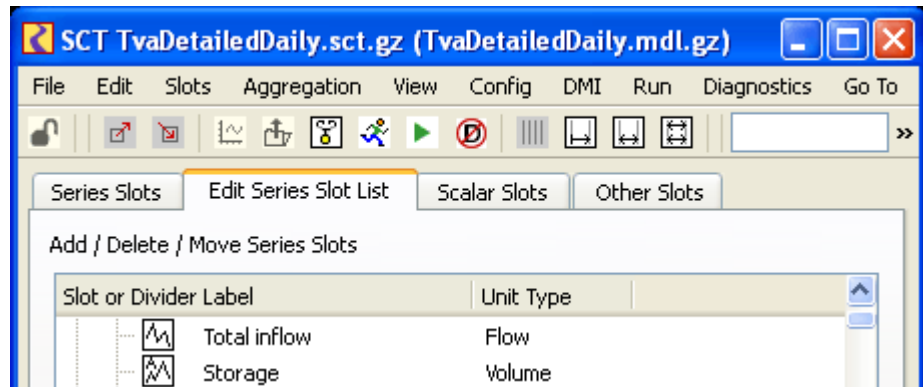 SCT TvaDetailedDaily.sct.gz (TvaDetailedDaily.mdl.gz)
File Edit Slots Aggregation View Config DMI Run Diagnostics Go To
D »
Series Slots Edit Series Slot List Scalar Slots Other Slots
Add / Delete / Move Series Slots
Slot or Divider Label Unit Type
Total inflow Flow
Storage Volume